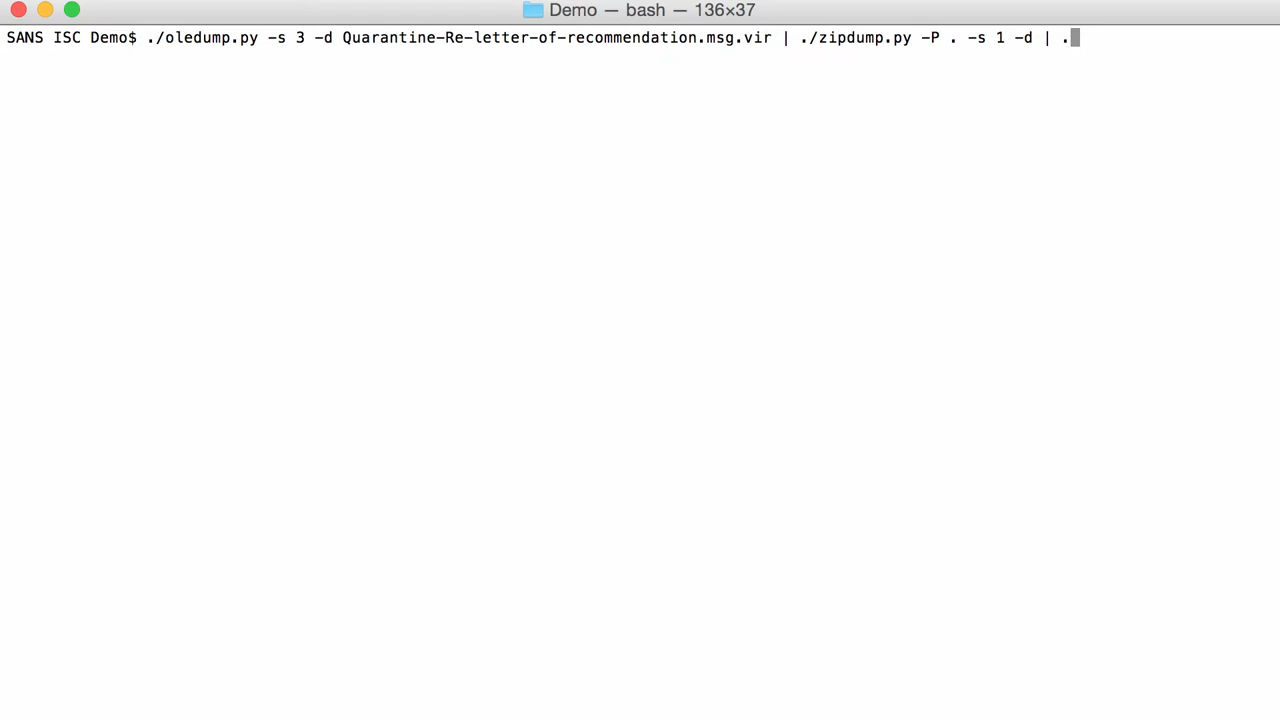 Demo — bash — 136×37
SANS ISC Demo$ ./oledump.py -s 3 -d Quarantine-Re-letter-of-recommendation.msg.vir | ./zipdump.py -P . -s 1 -d | .